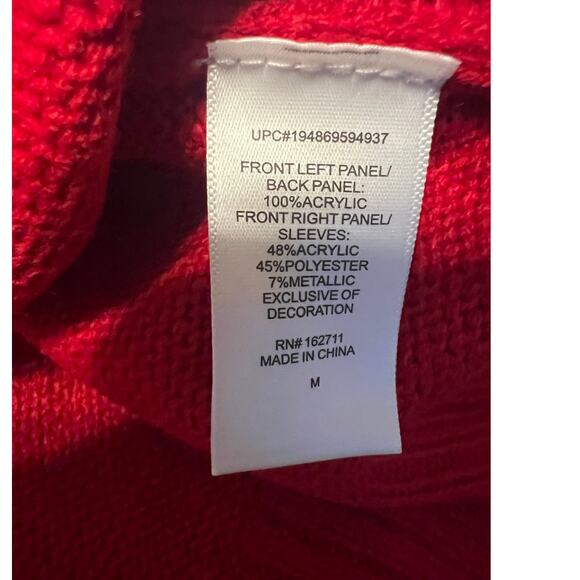 UPC#194869594937
FRONT LEFT PANEL/
BACK PANEL:
100%ACRYLIC
FRONT RIGHT PANEL/
SLEEVES:
48%ACRYLIC
45%POLYESTER
7%METALLIC
EXCLUSIVE OF
DECORATION
RN# 162711
MADE IN CHINA
M